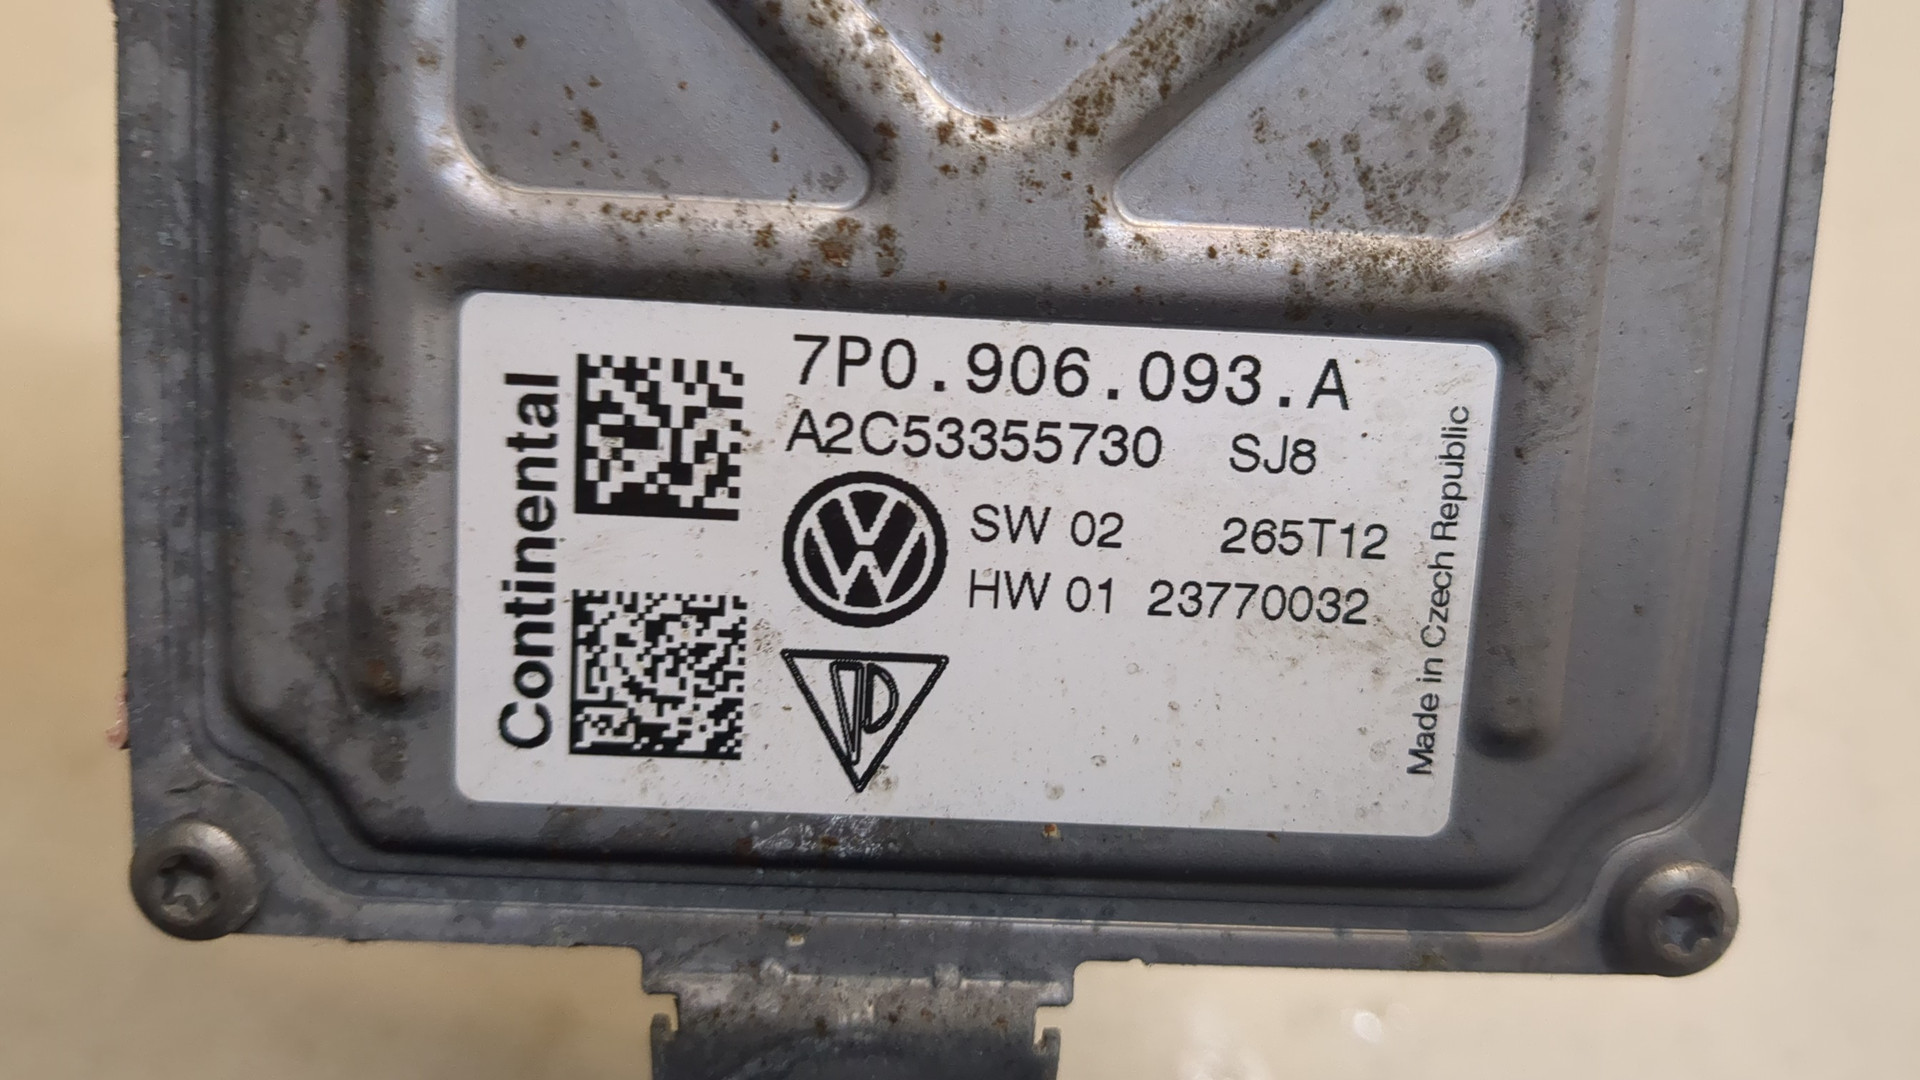 Continental
7P0.906.093.A
A2C53355730 SJ8
SW 02 265T12
HW 01 23770032
Made in Czech Republic